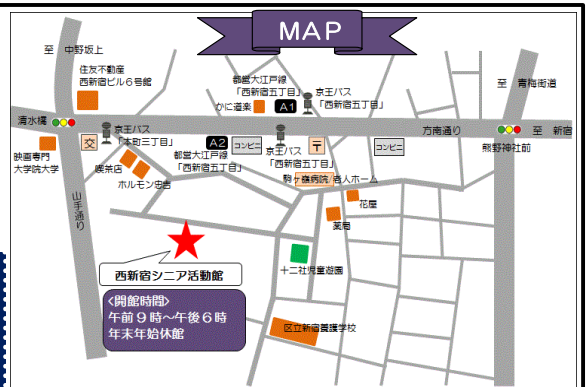 MAP
至 中野坂上
住友不動産
西新宿ビル6号館
都営大江戸線
「西新宿五丁目」
京王バス
「西新宿五丁目」
至 青梅街道
かに道楽
A1
清水橋
京王バス
「本町三丁目」
交
A2
コンビニ
〒
コンビニ
方南通り
至 新宿
熊野神社前
映画専門
大学院大学
喫茶店
ホルモン忠吉
都営大江戸線
「西新宿五丁目」
京王バス
「西新宿五丁目」
駒ヶ嶺病院/老人ホーム
花屋
薬局
山手通り
十二社児童遊園
西新宿シニア活動館
<開館時間>
午前9時~午後6時
年末年始休館
区立新宿養護学校